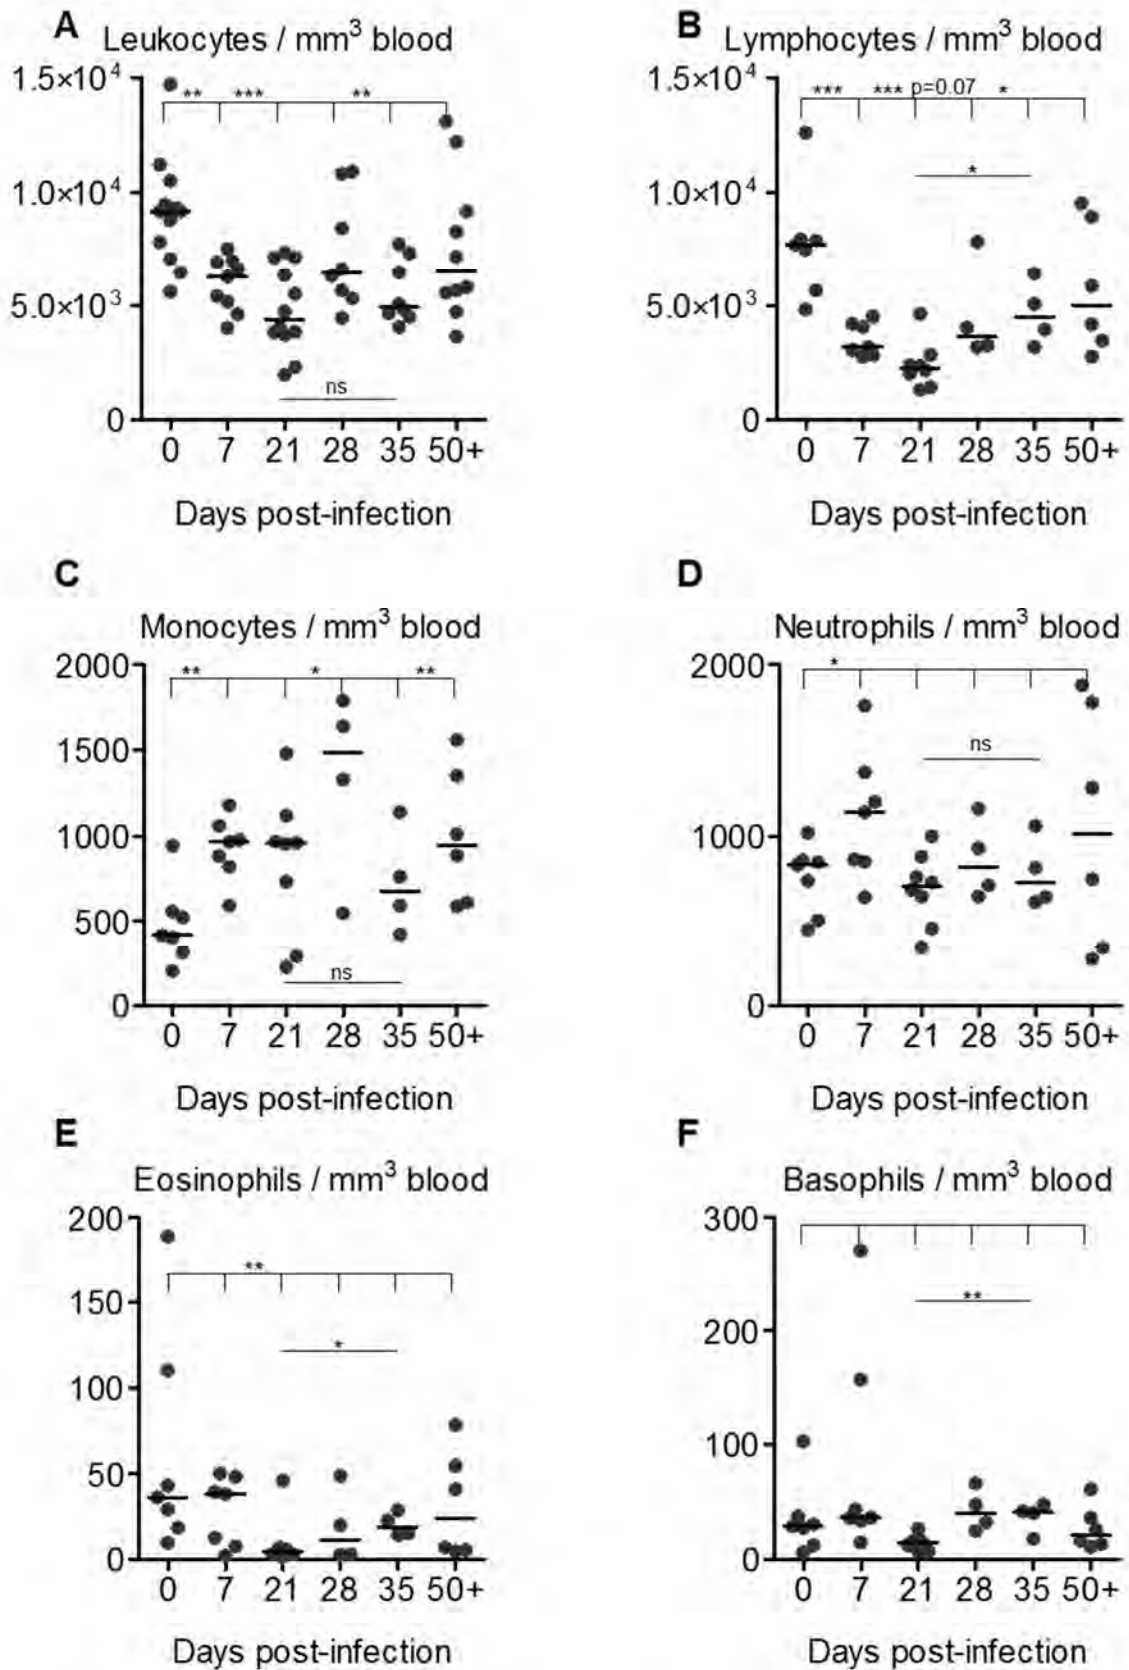 A
Leukocytes / mm³ blood
1.5×10⁴
1.0×10⁴
5.0×10³
0
** *** **
ns
0 7 21 28 35 50+
Days post-infection
B
Lymphocytes / mm³ blood
1.5×10⁴
1.0×10⁴
5.0×10³
0
*** *** p=0.07 *
*
0 7 21 28 35 50+
Days post-infection
C
Monocytes / mm³ blood
2000
1500
1000
500
0
** * **
ns
0 7 21 28 35 50+
Days post-infection
D
Neutrophils / mm³ blood
2000
1000
0
*
ns
0 7 21 28 35 50+
Days post-infection
E
Eosinophils / mm³ blood
200
150
100
50
0
**
*
0 7 21 28 35 50+
Days post-infection
F
Basophils / mm³ blood
300
200
100
0
**
0 7 21 28 35 50+
Days post-infection